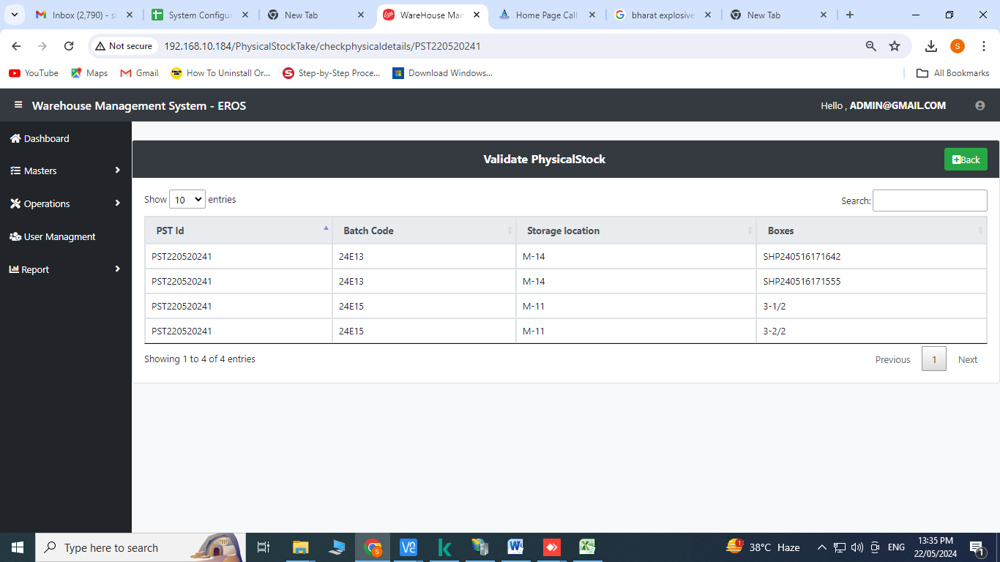 Inbox (2,790) - s
System Configur
New Tab
WareHouse Man
Home Page Call
bharat explosive
New Tab
Not secure 192.168.10.184/PhysicalStockTake/checkphysicaldetails/PST220520241
S
YouTube
Maps
Gmail
How To Uninstall Or...
Step-by-Step Proce...
Download Windows...
All Bookmarks
Warehouse Management System - EROS
Hello , ADMIN@GMAIL.COM
Dashboard
Masters
Operations
User Managment
Report
Validate PhysicalStock
Back
Show 10 entries
Search:
PST Id Batch Code Storage location Boxes
PST220520241 24E13 M-14 SHP240516171642
PST220520241 24E13 M-14 SHP240516171555
PST220520241 24E15 M-11 3-1/2
PST220520241 24E15 M-11 3-2/2
Showing 1 to 4 of 4 entries
Previous 1 Next
Type here to search
38°C Haze
ENG
13:35 PM
22/05/2024
1